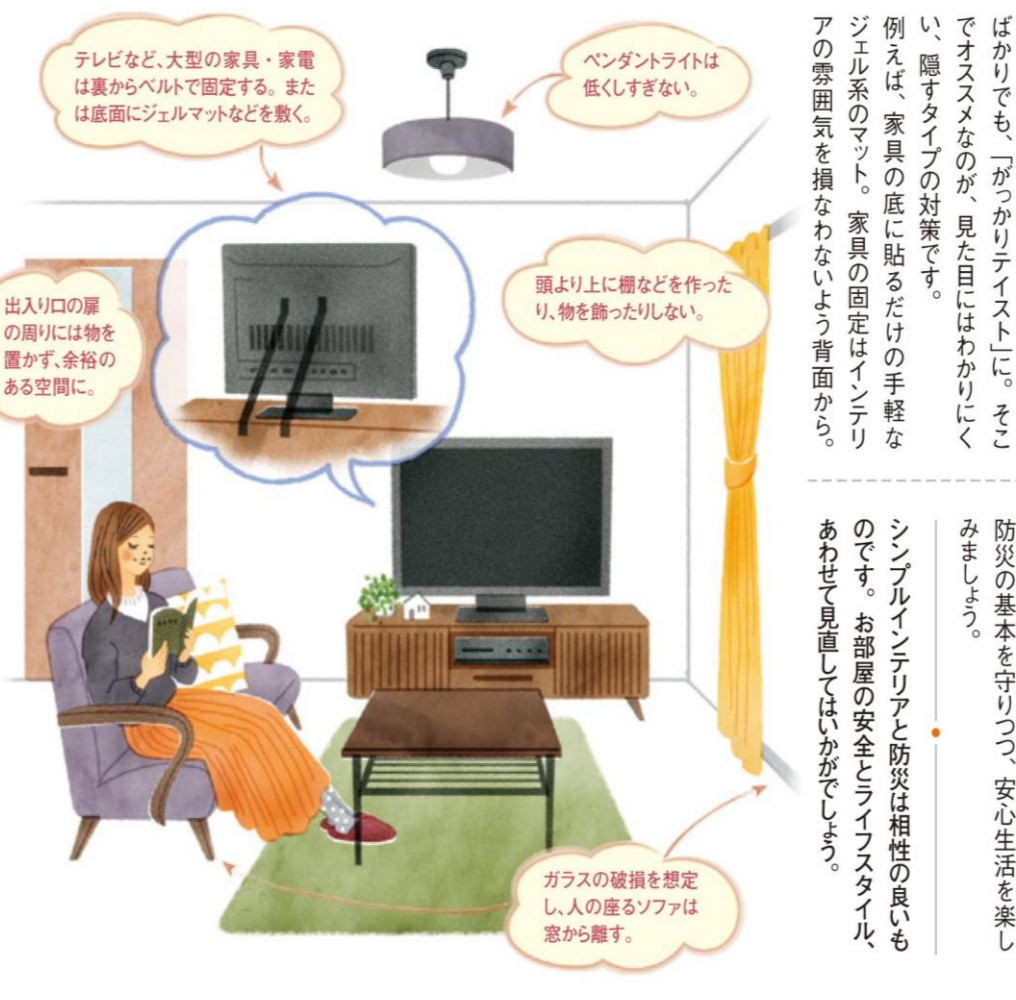 ばかりでも、「がっかりテイスト」に。そこ
でオススメなのが、見た目にはわかりにく
い、隠すタイプの対策です。
例えば、家具の底に貼るだけの手軽な
ジェル系のマット。家具の固定はインテリ
アの雰囲気を損なわないよう背面から。
防災の基本を守りつつ、安心生活を楽し
みましょう。
シンプルインテリアと防災は相性の良いも
のです。お部屋の安全とライフスタイル、
あわせて見直してはいかがでしょう。
テレビなど、大型の家具・家電
は裏からベルトで固定する。また
は底面にジェルマットなどを敷く。
ペンダントライトは
低くしすぎない。
出入り口の扉
の周りには物を
置かず、余裕の
ある空間に。
頭より上に棚などを作った
り、物を飾ったりしない。
ガラスの破損を想定
し、人の座るソファは
窓から離す。